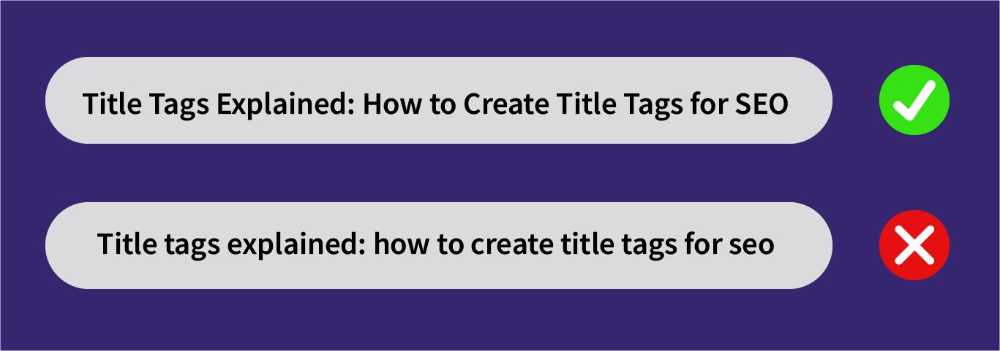 Title Tags Explained: How to Create Title Tags for SEO
Title tags explained: how to create title tags for seo